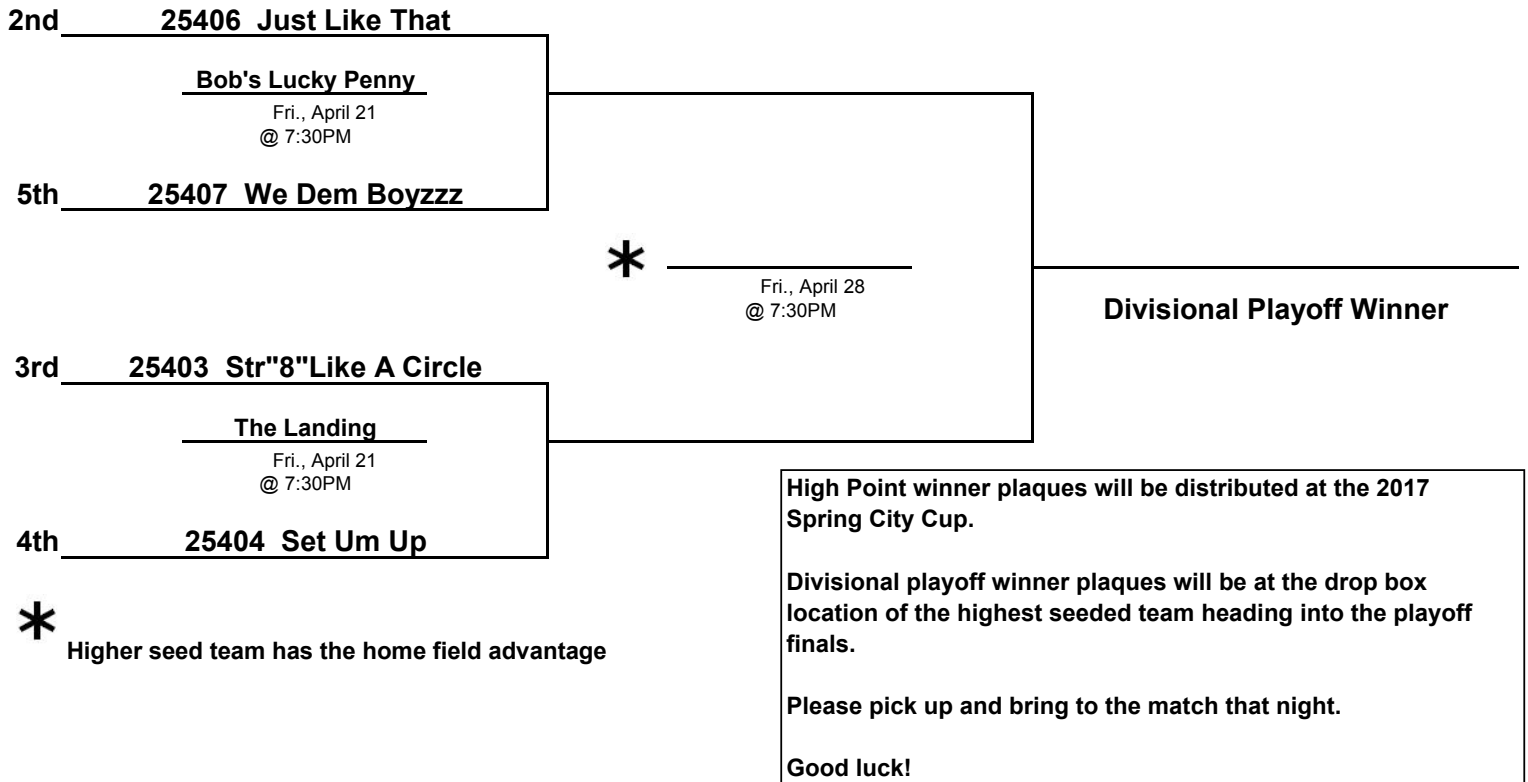 2nd 25406 Just Like That
Bob's Lucky Penny
Fri., April 21
@ 7:30PM
5th 25407 We Dem Boyzzz
*
Fri., April 28
@ 7:30PM
Divisional Playoff Winner
3rd 25403 Str"8"Like A Circle
The Landing
Fri., April 21
@ 7:30PM
4th 25404 Set Um Up
*
Higher seed team has the home field advantage
High Point winner plaques will be distributed at the 2017
Spring City Cup.
Divisional playoff winner plaques will be at the drop box
location of the highest seeded team heading into the playoff
finals.
Please pick up and bring to the match that night.
Good luck!